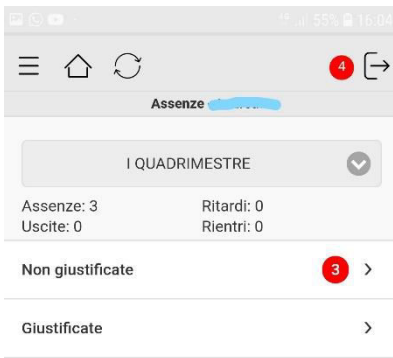 55% 16:04
4
Assenze
I QUADRIMESTRE
Assenze: 3 Ritardi: 0
Uscite: 0 Rientri: 0
Non giustificate 3
Giustificate